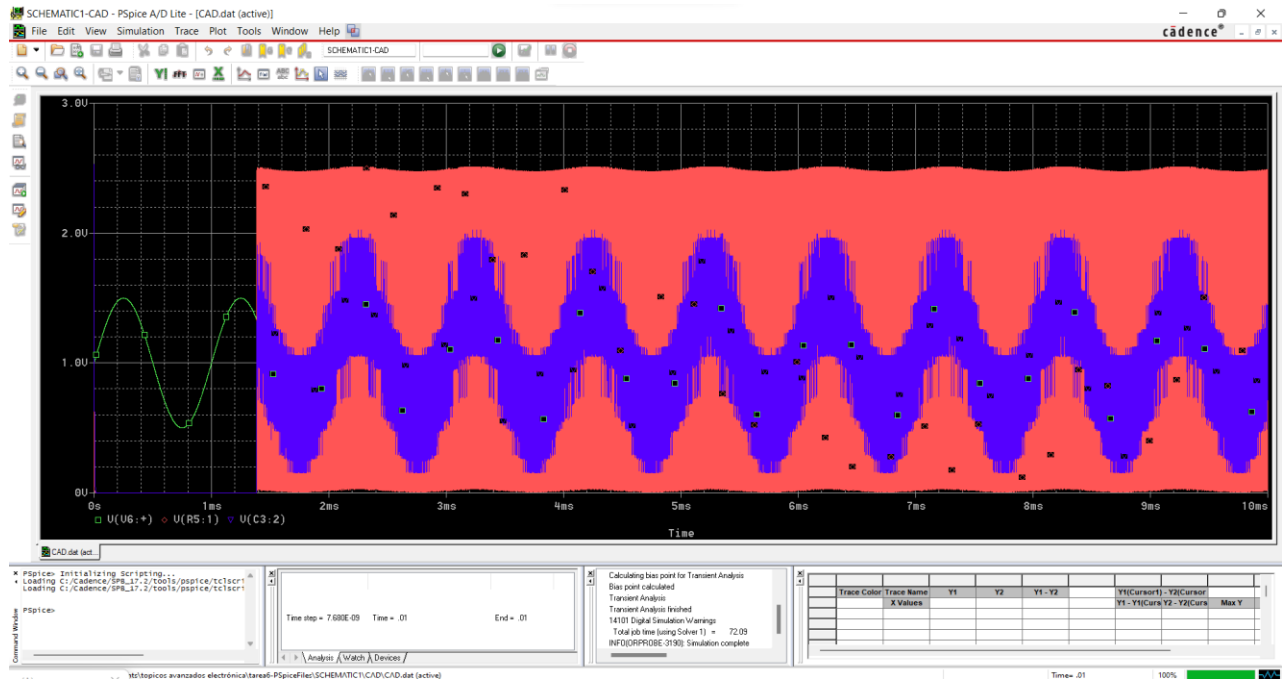 SCHEMATIC1-CAD - PSpice A/D Lite - [CAD.dat (active)]
File Edit View Simulation Trace Plot Tools Window Help
cādence®
SCHEMATIC1-CAD
3.0V
2.0V
1.0V
0V
0s 1ms 2ms 3ms 4ms 5ms 6ms 7ms 8ms 9ms 10ms
V(V6:+) V(R5:1) V(C3:2)
Time
CAD.dat (act...
PSpice> Initializing Scripting...
Loading C:/Cadence/SPB_17.2/tools/pspice/tclscri
Loading C:/Cadence/SPB_17.2/tools/pspice/tclscri
PSpice>
Command Window
Time step = 7.680E-09 Time = .01 End = .01
Analysis Watch Devices
Calculating bias point for Transient Analysis
Bias point calculated
Transient Analysis
Transient Analysis finished
14101 Digital Simulation Warnings
Total job time (using Solver 1) = 72.09
INFO(ORPROBE-3190): Simulation complete
Trace Color Trace Name Y1 Y2 Y1 - Y2 Y1(Cursor1) - Y2(Cursor
X Values Y1 - Y1(Curs Y2 - Y2(Curs Max Y
nts\topicos avanzados electrónica\tarea6-PSpiceFiles\SCHEMATIC1\CAD\CAD.dat (active)
Time= .01 100%